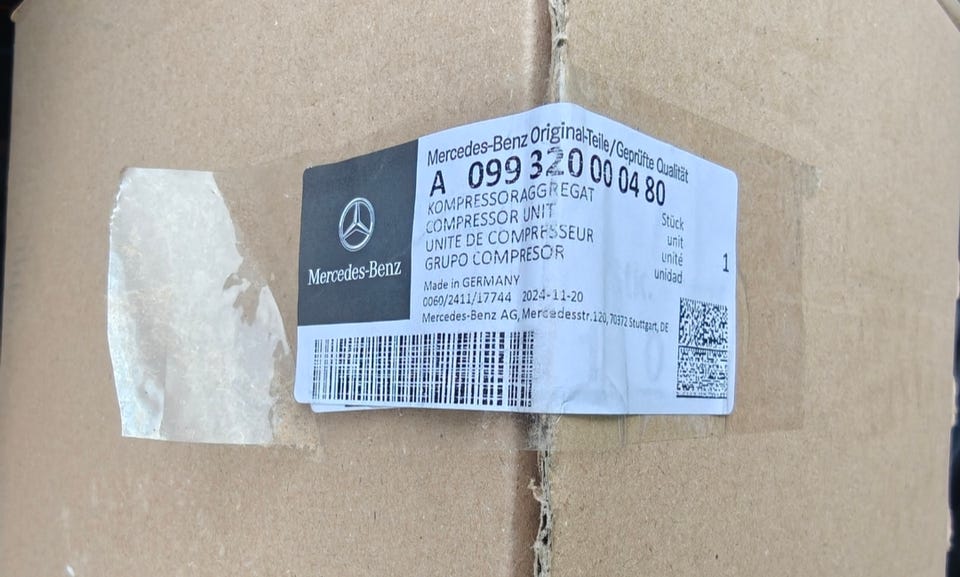 Mercedes-Benz
Mercedes-Benz Original-Teile/Geprüfte Qualität
A 099 320 00 04 80
KOMPRESSORAGGREGAT
COMPRESSOR UNIT
UNITE DE COMPRESSEUR
GRUPO COMPRESOR
Stück
unit
unité
unidad
1
Made in GERMANY
0060/2411/17744 2024-11-20
Mercedes-Benz AG, Mercedesstr.120, 70372 Stuttgart, DE